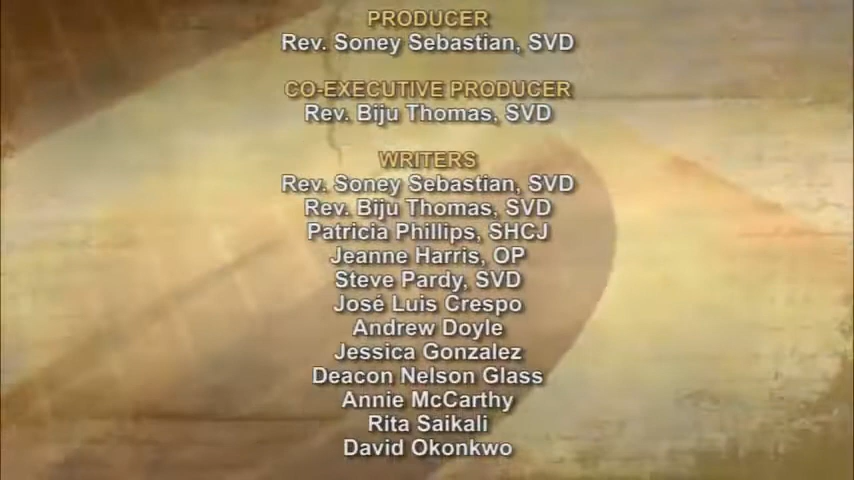 PRODUCER
Rev. Soney Sebastian, SVD
CO-EXECUTIVE PRODUCER
Rev. Biju Thomas, SVD
WRITERS
Rev. Soney Sebastian, SVD
Rev. Biju Thomas, SVD
Patricia Phillips, SHCJ
Jeanne Harris, OP
Steve Pardy, SVD
José Luis Crespo
Andrew Doyle
Jessica Gonzalez
Deacon Nelson Glass
Annie McCarthy
Rita Saikali
David Okonkwo